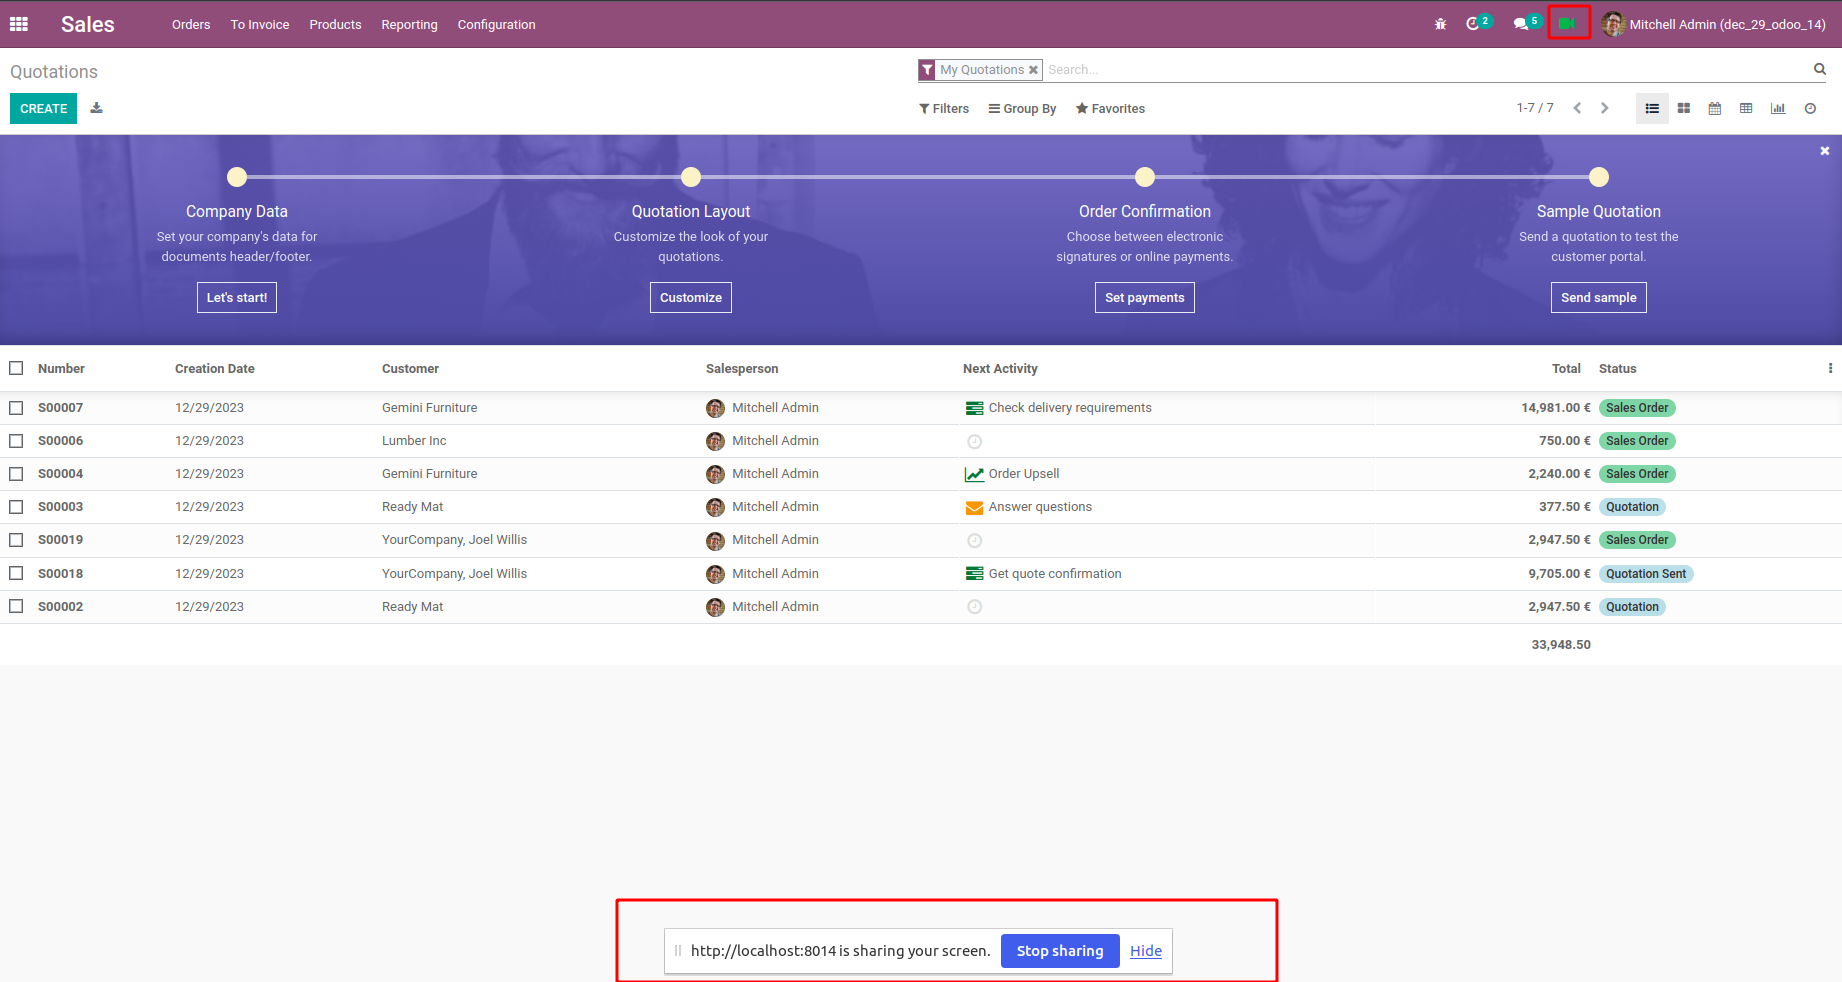 Sales Orders To Invoice Products Reporting Configuration 2 5 Mitchell Admin (dec_29_odoo_14)
Quotations My Quotations Search...
CREATE Filters Group By Favorites 1-7 / 7
Company Data Quotation Layout Order Confirmation Sample Quotation
Set your company's data for Customize the look of your Choose between electronic Send a quotation to test the
documents header/footer. quotations. signatures or online payments. customer portal.
Let's start! Customize Set payments Send sample
Number Creation Date Customer Salesperson Next Activity Total Status
S00007 12/29/2023 Gemini Furniture Mitchell Admin Check delivery requirements 14,981.00 € Sales Order
S00006 12/29/2023 Lumber Inc Mitchell Admin 750.00 € Sales Order
S00004 12/29/2023 Gemini Furniture Mitchell Admin Order Upsell 2,240.00 € Sales Order
S00003 12/29/2023 Ready Mat Mitchell Admin Answer questions 377.50 € Quotation
S00019 12/29/2023 YourCompany, Joel Willis Mitchell Admin 2,947.50 € Sales Order
S00018 12/29/2023 YourCompany, Joel Willis Mitchell Admin Get quote confirmation 9,705.00 € Quotation Sent
S00002 12/29/2023 Ready Mat Mitchell Admin 2,947.50 € Quotation
33,948.50
http://localhost:8014 is sharing your screen. Stop sharing Hide